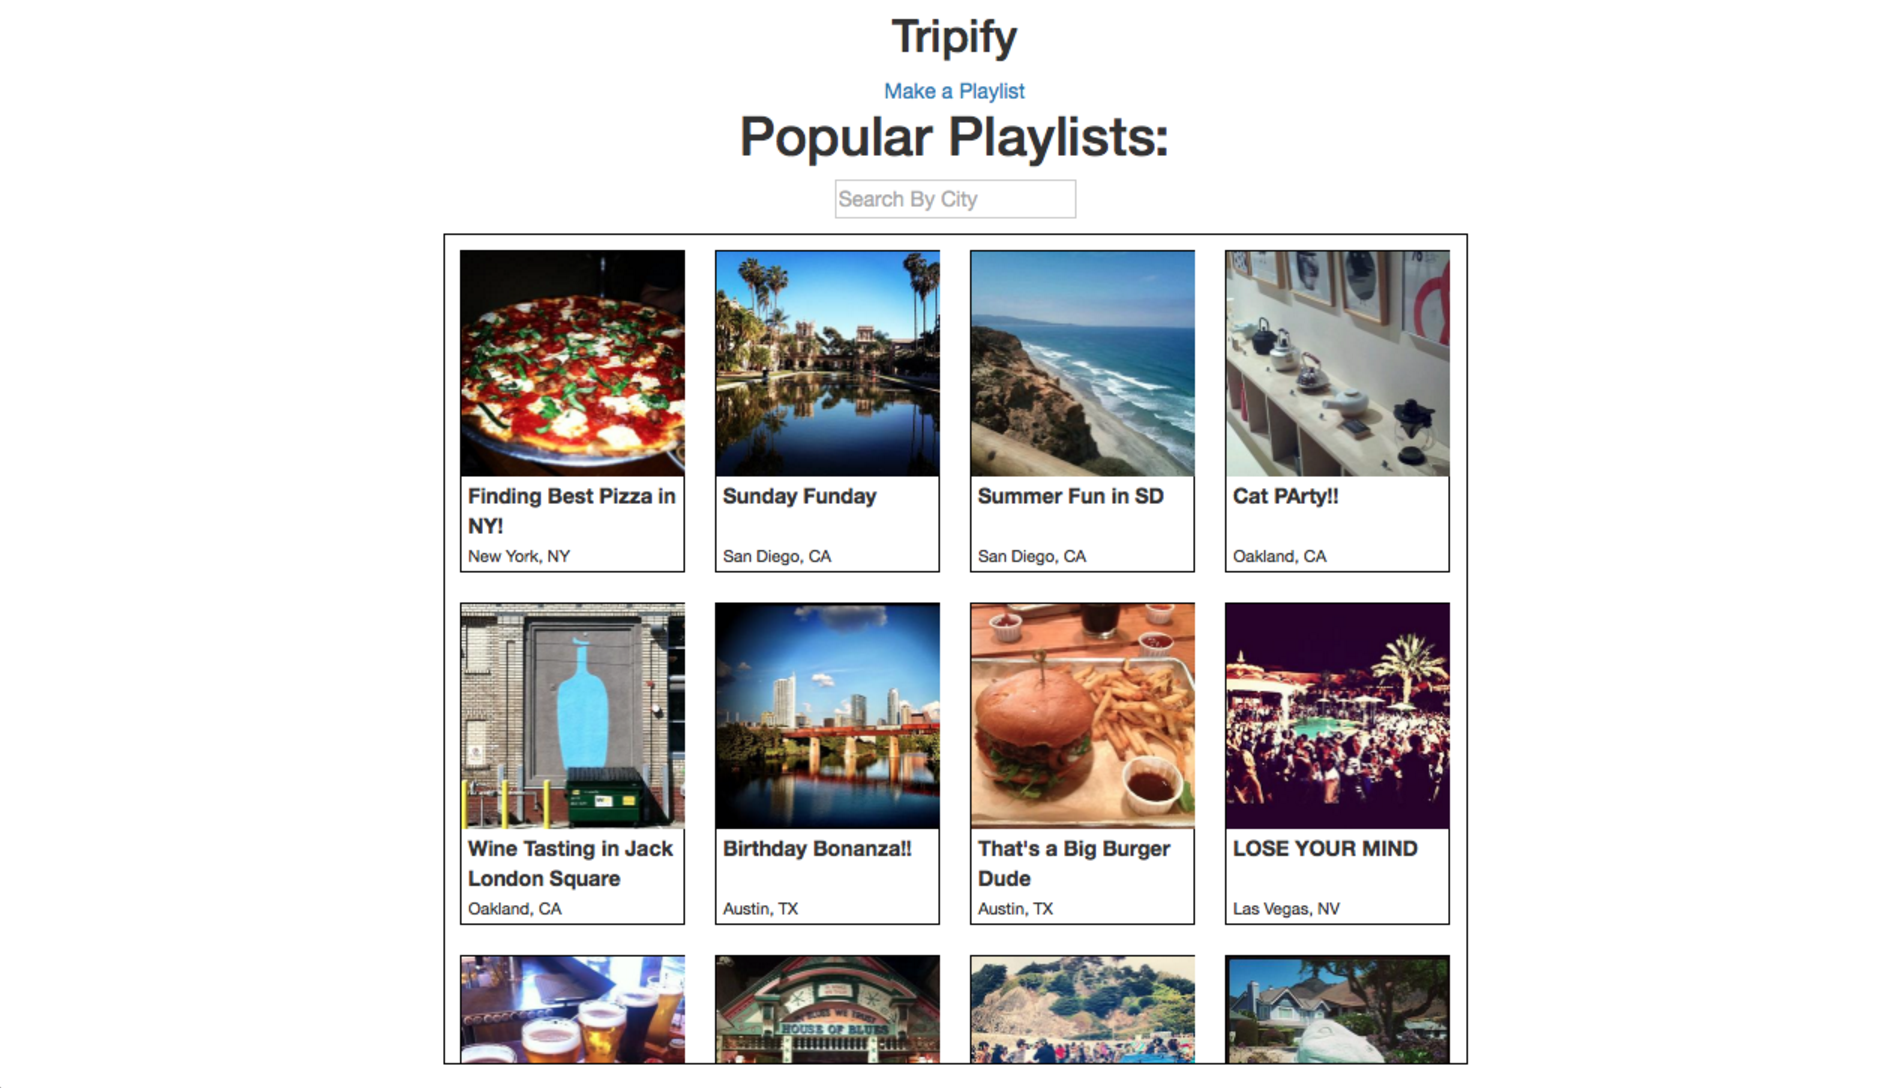 Tripify
Make a Playlist
Popular Playlists:
Search By City
Finding Best Pizza in
NY!
New York, NY
Sunday Funday
San Diego, CA
Summer Fun in SD
San Diego, CA
Cat PArty!!
Oakland, CA
Wine Tasting in Jack
London Square
Oakland, CA
Birthday Bonanza!!
Austin, TX
That's a Big Burger
Dude
Austin, TX
LOSE YOUR MIND
Las Vegas, NV
HOUSE OF BLUES